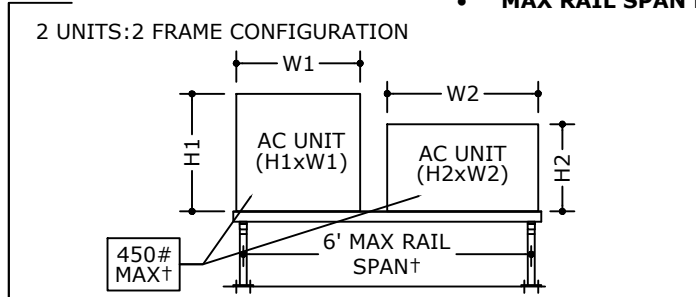 • MAX RAIL SPAN
2 UNITS:2 FRAME CONFIGURATION
W1
W2
H1
AC UNIT
(H1xW1)
AC UNIT
(H2xW2)
H2
450#
MAX†
6' MAX RAIL
SPAN†